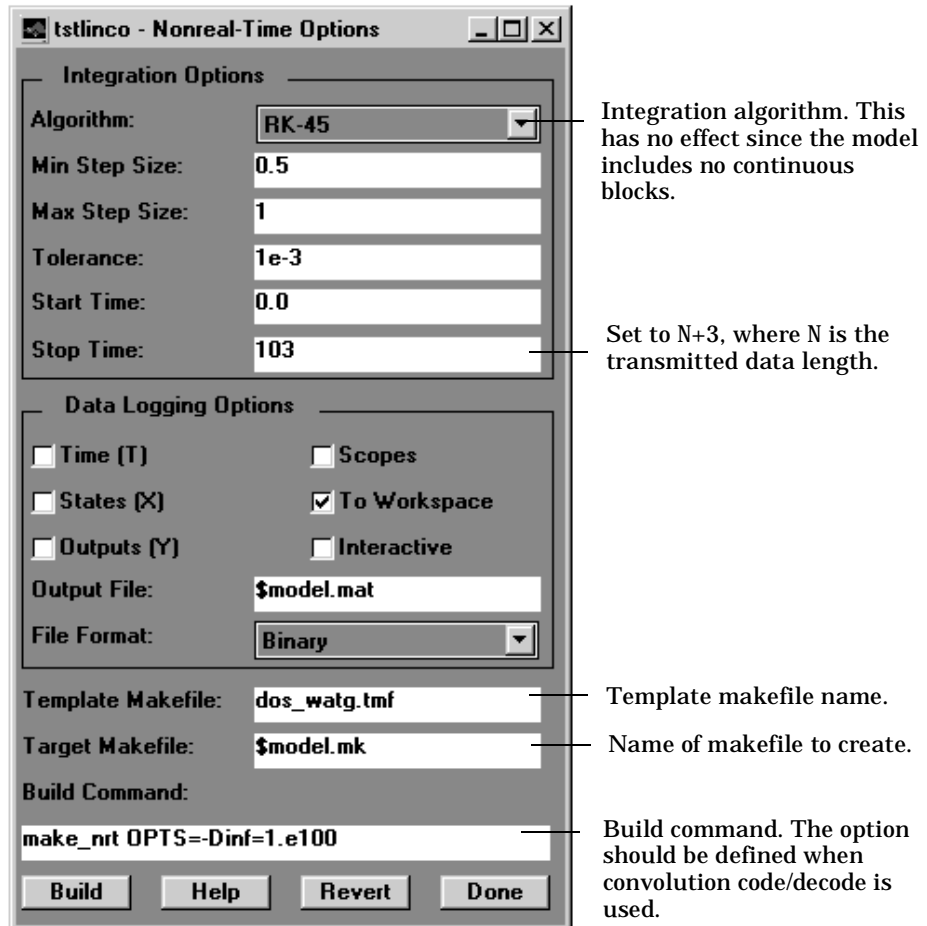 tstlinco - Nonreal-Time Options
Integration Options
Algorithm: RK-45
Min Step Size: 0.5
Max Step Size: 1
Tolerance: 1e-3
Start Time: 0.0
Stop Time: 103
Integration algorithm. This
has no effect since the model
includes no continuous
blocks.
Set to N+3, where N is the
transmitted data length.
Data Logging Options
Time (T) Scopes
States (X) To Workspace
Outputs (Y) Interactive
Output File: $model.mat
File Format: Binary
Template Makefile: dos_watg.tmf
Template makefile name.
Target Makefile: $model.mk
Name of makefile to create.
Build Command:
make_nrt OPTS=-Dinf=1.e100
Build command. The option
should be defined when
convolution code/decode is
used.
Build Help Revert Done